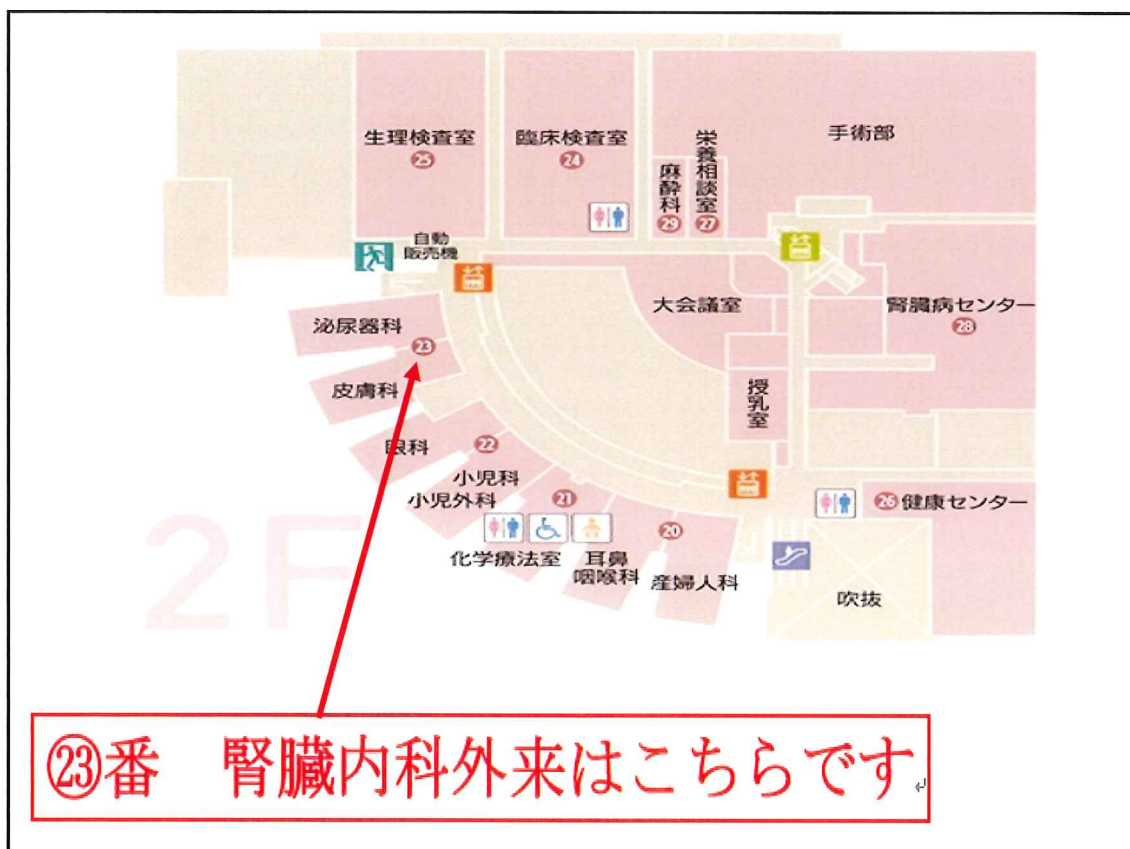 生理検査室
25
臨床検査室
24
麻酔科
29
栄養相談室
27
手術部
自動
販売機
大会議室
腎臓病センター
28
泌尿器科
23
皮膚科
授乳室
眼科
22
小児科
小児外科
21
26 健康センター
20
化学療法室
耳鼻
咽喉科
産婦人科
吹抜
2F
㉓番 腎臓内科外来はこちらです